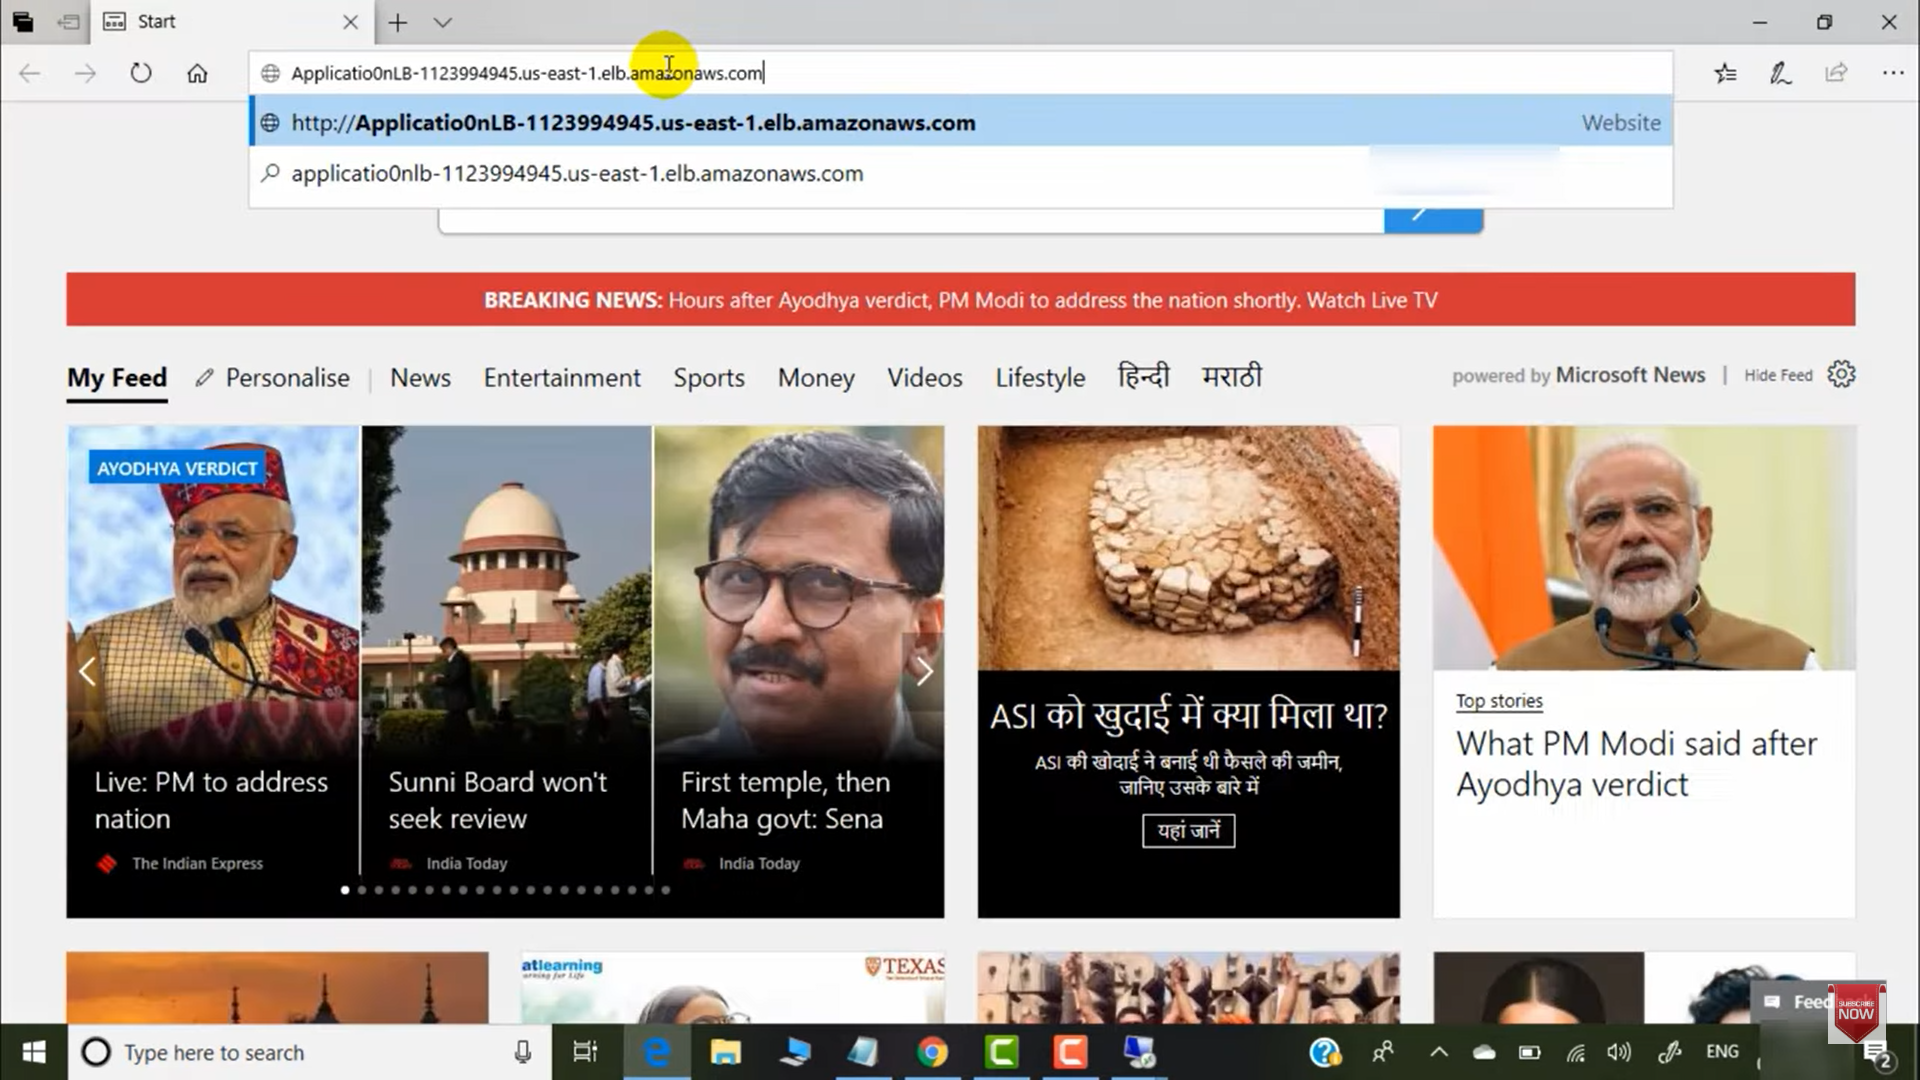 Start
Applicatio0nLB-1123994945.us-east-1.elb.amazonaws.com
http://Applicatio0nLB-1123994945.us-east-1.elb.amazonaws.com Website
applicatio0nlb-1123994945.us-east-1.elb.amazonaws.com
BREAKING NEWS: Hours after Ayodhya verdict, PM Modi to address the nation shortly. Watch Live TV
My Feed Personalise | News Entertainment Sports Money Videos Lifestyle हिन्दी मराठी powered by Microsoft News | Hide Feed
AYODHYA VERDICT
Live: PM to address
nation
The Indian Express
Sunni Board won't
seek review
India Today
First temple, then
Maha govt: Sena
India Today
ASI को खुदाई में क्या मिला था?
ASI की खोदाई ने बनाई थी फैसले की जमीन,
जानिए उसके बारे में
यहां जानें
Top stories
What PM Modi said after
Ayodhya verdict
atlearning
TEXAS
Feed
SUBSCRIBE
NOW
Type here to search
ENG
2